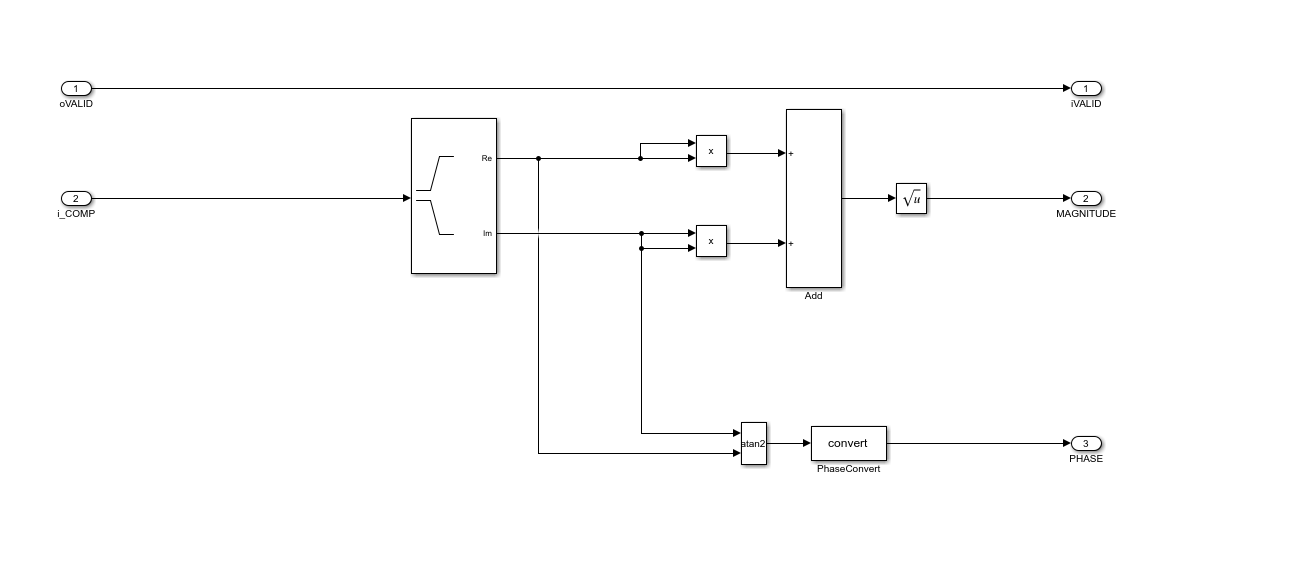 1
oVALID
1
iVALID
2
i_COMP
Re
Im
x
x
+
+
Add
√u
2
MAGNITUDE
atan2
convert
PhaseConvert
3
PHASE